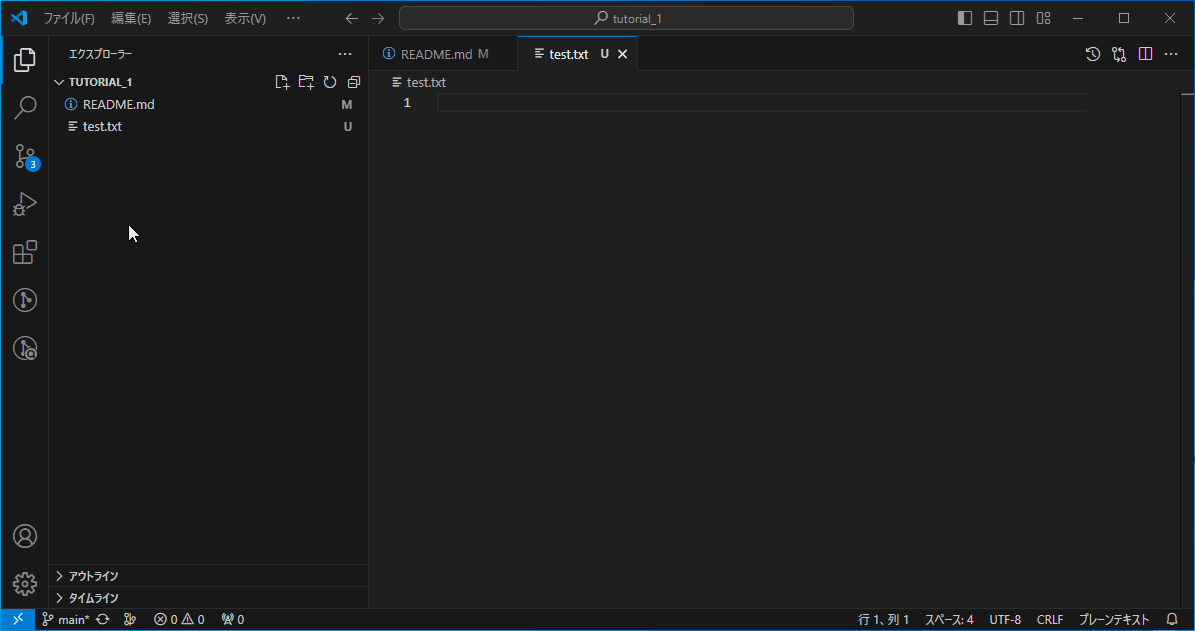 ファイル(F) 編集(E) 選択(S) 表示(V) ··· tutorial_1
エクスプローラー ···
README.md M test.txt U
TUTORIAL_1
test.txt
README.md M
1
test.txt U
3
アウトライン
タイムライン
main* 0 0 0 行 1、列 1 スペース: 4 UTF-8 CRLF プレーンテキスト